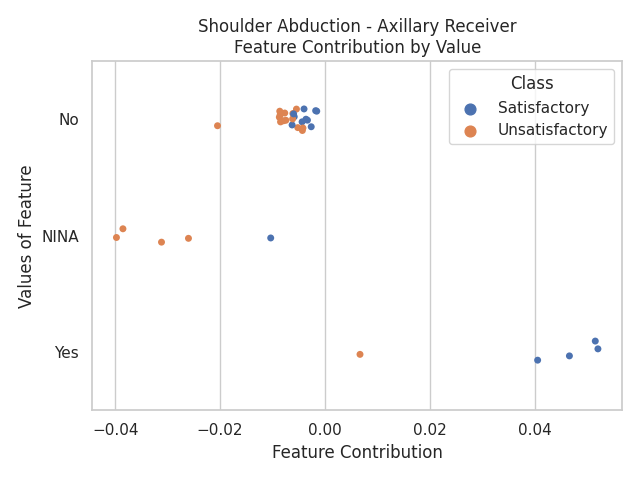 Shoulder Abduction - Axillary Receiver
Feature Contribution by Value
Class
Satisfactory
Unsatisfactory
Values of Feature
No
NINA
Yes
−0.04 −0.02 0.00 0.02 0.04
Feature Contribution